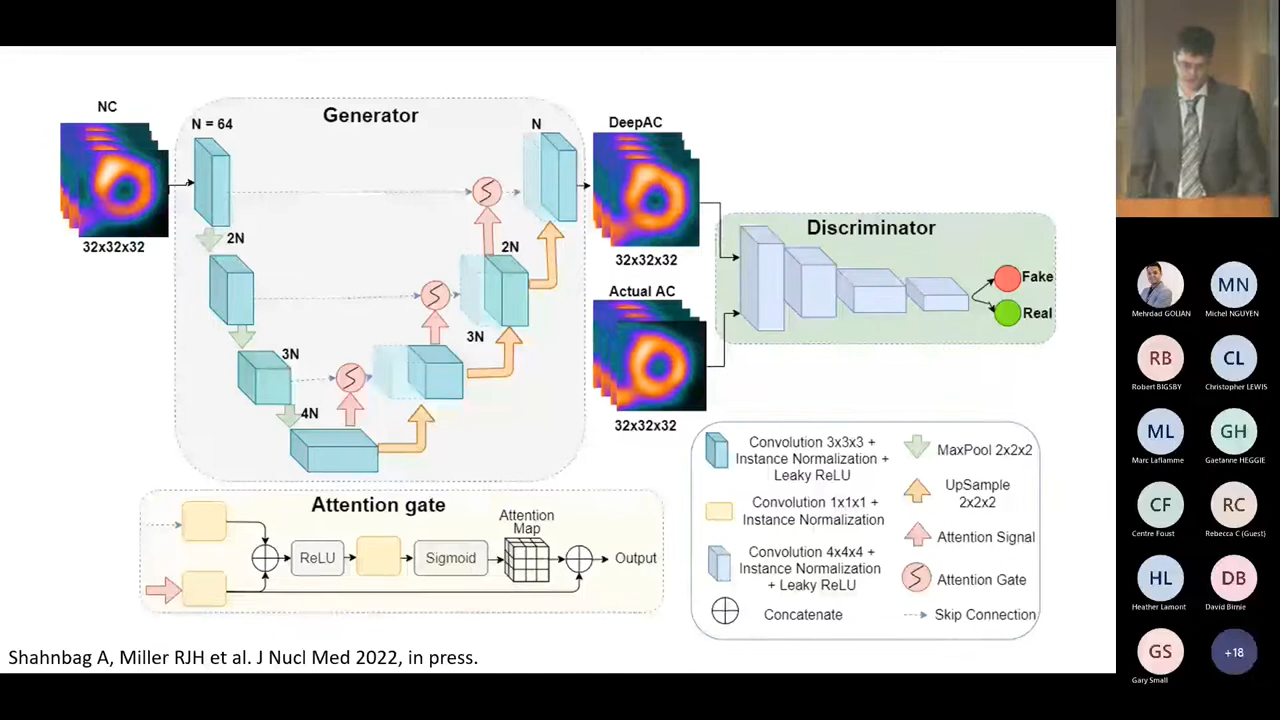 NC
32x32x32
Generator
N = 64
2N
3N
4N
3N
2N
N
DeepAC
32x32x32
Actual AC
32x32x32
Discriminator
Fake
Real
Attention gate
ReLU
Sigmoid
Attention
Map
Output
Convolution 3x3x3 +
Instance Normalization +
Leaky ReLU
Convolution 1x1x1 +
Instance Normalization
Convolution 4x4x4 +
Instance Normalization
+ Leaky ReLU
Concatenate
MaxPool 2x2x2
UpSample
2x2x2
Attention Signal
Attention Gate
Skip Connection
Shahnbag A, Miller RJH et al. J Nucl Med 2022, in press.
MN
Mehrdad GOLIAN
Michel NGUYEN
RB
CL
Robert BIGSBY
Christopher LEWIS
ML
GH
Marc Laflamme
Gaetanne HEGGIE
CF
RC
Centre Foust
Rebecca C (Guest)
HL
DB
Heather Lamont
David Birnie
GS
+18
Gary Small